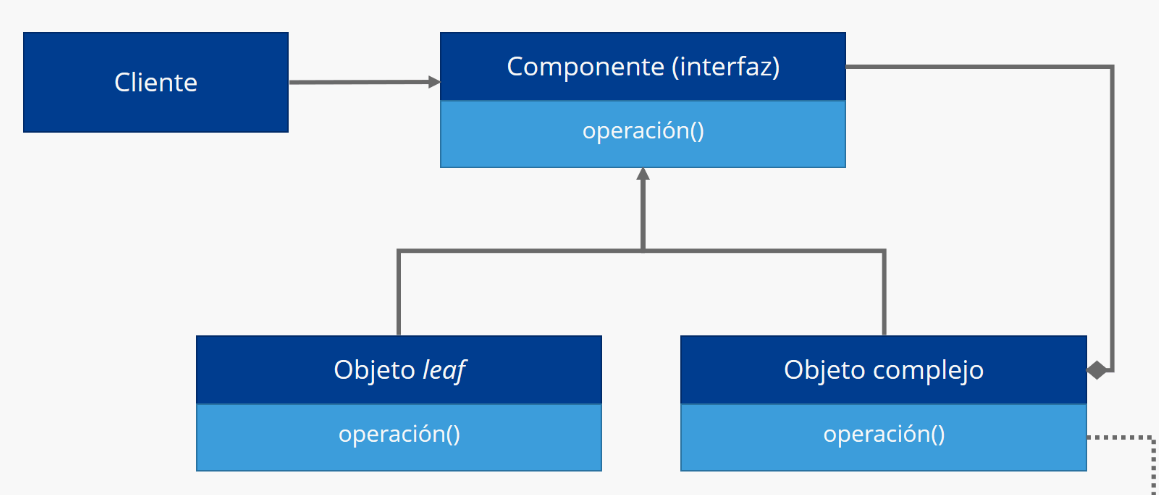 Cliente
Componente (interfaz)
operación()
Objeto leaf
Objeto complejo
operación()
operación()